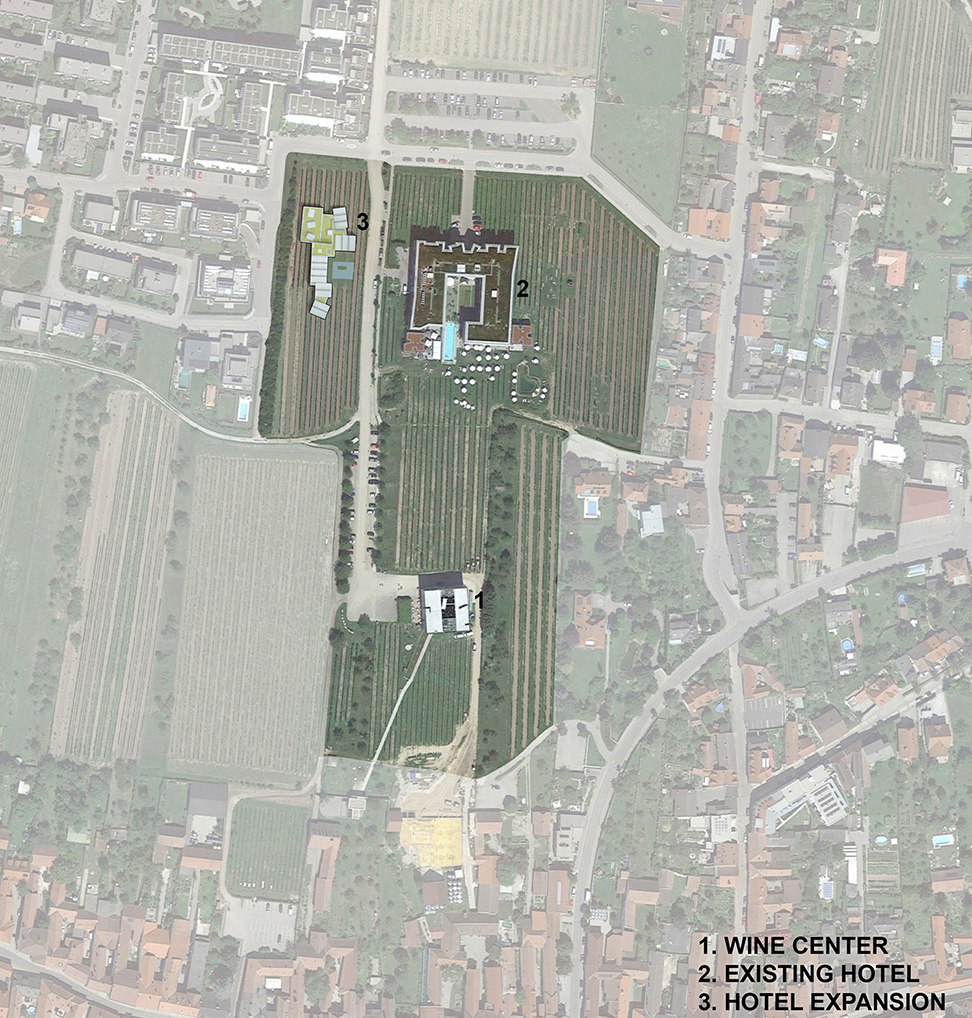 3
2
1
1. WINE CENTER
2. EXISTING HOTEL
3. HOTEL EXPANSION